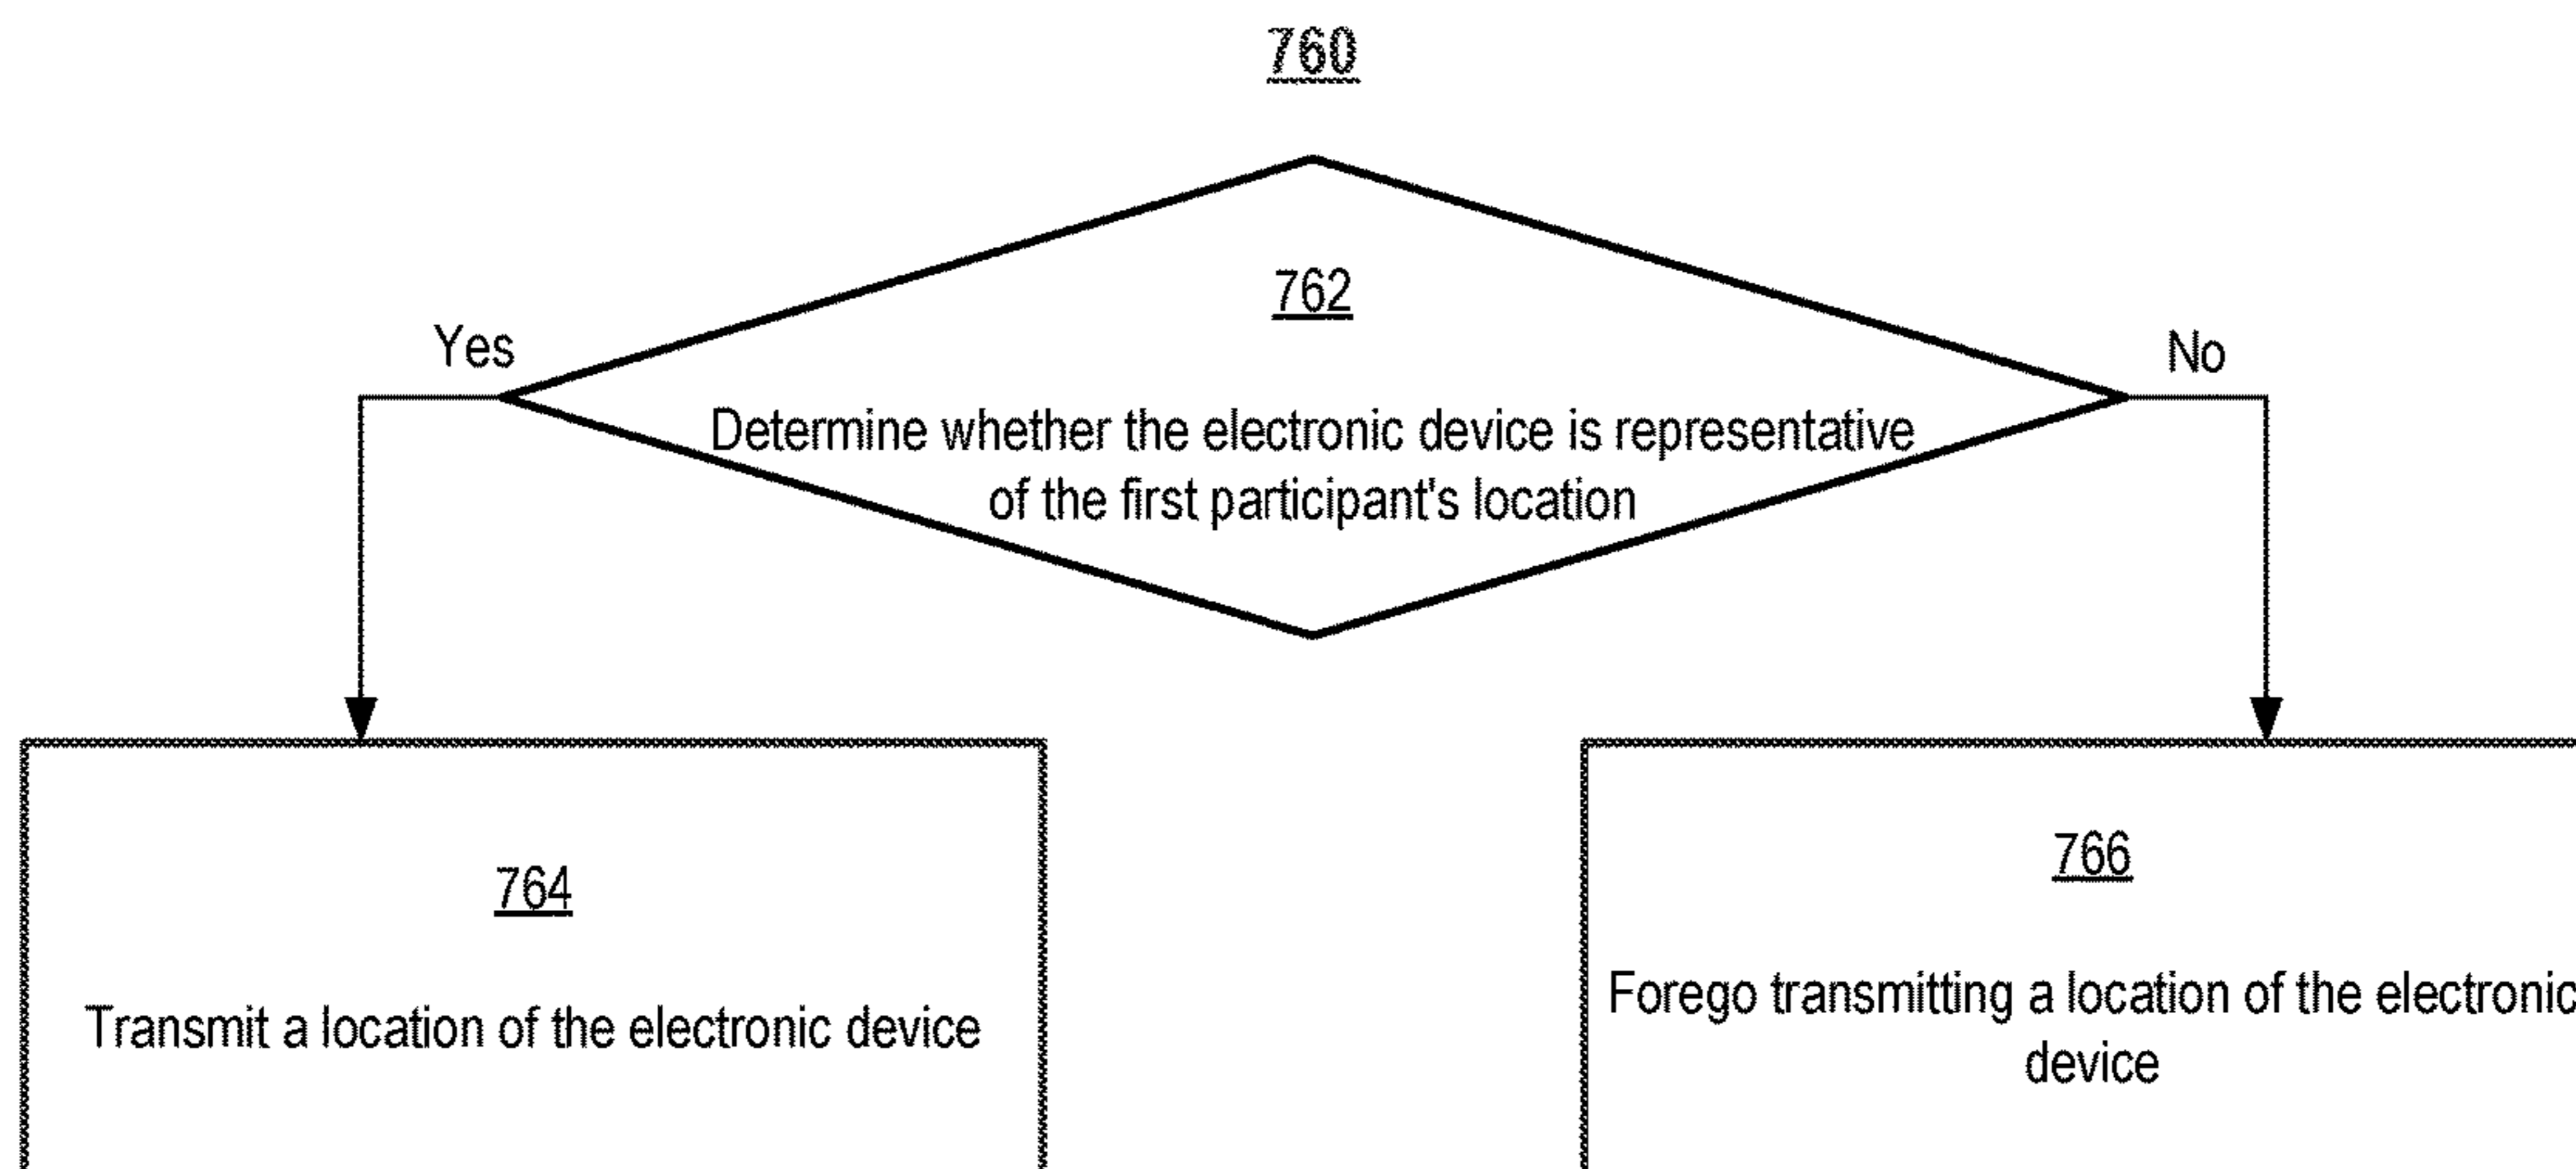 760
762
Yes
No
Determine whether the electronic device is representative
of the first participant's location
764
Transmit a location of the electronic device
766
Forego transmitting a location of the electronic
device